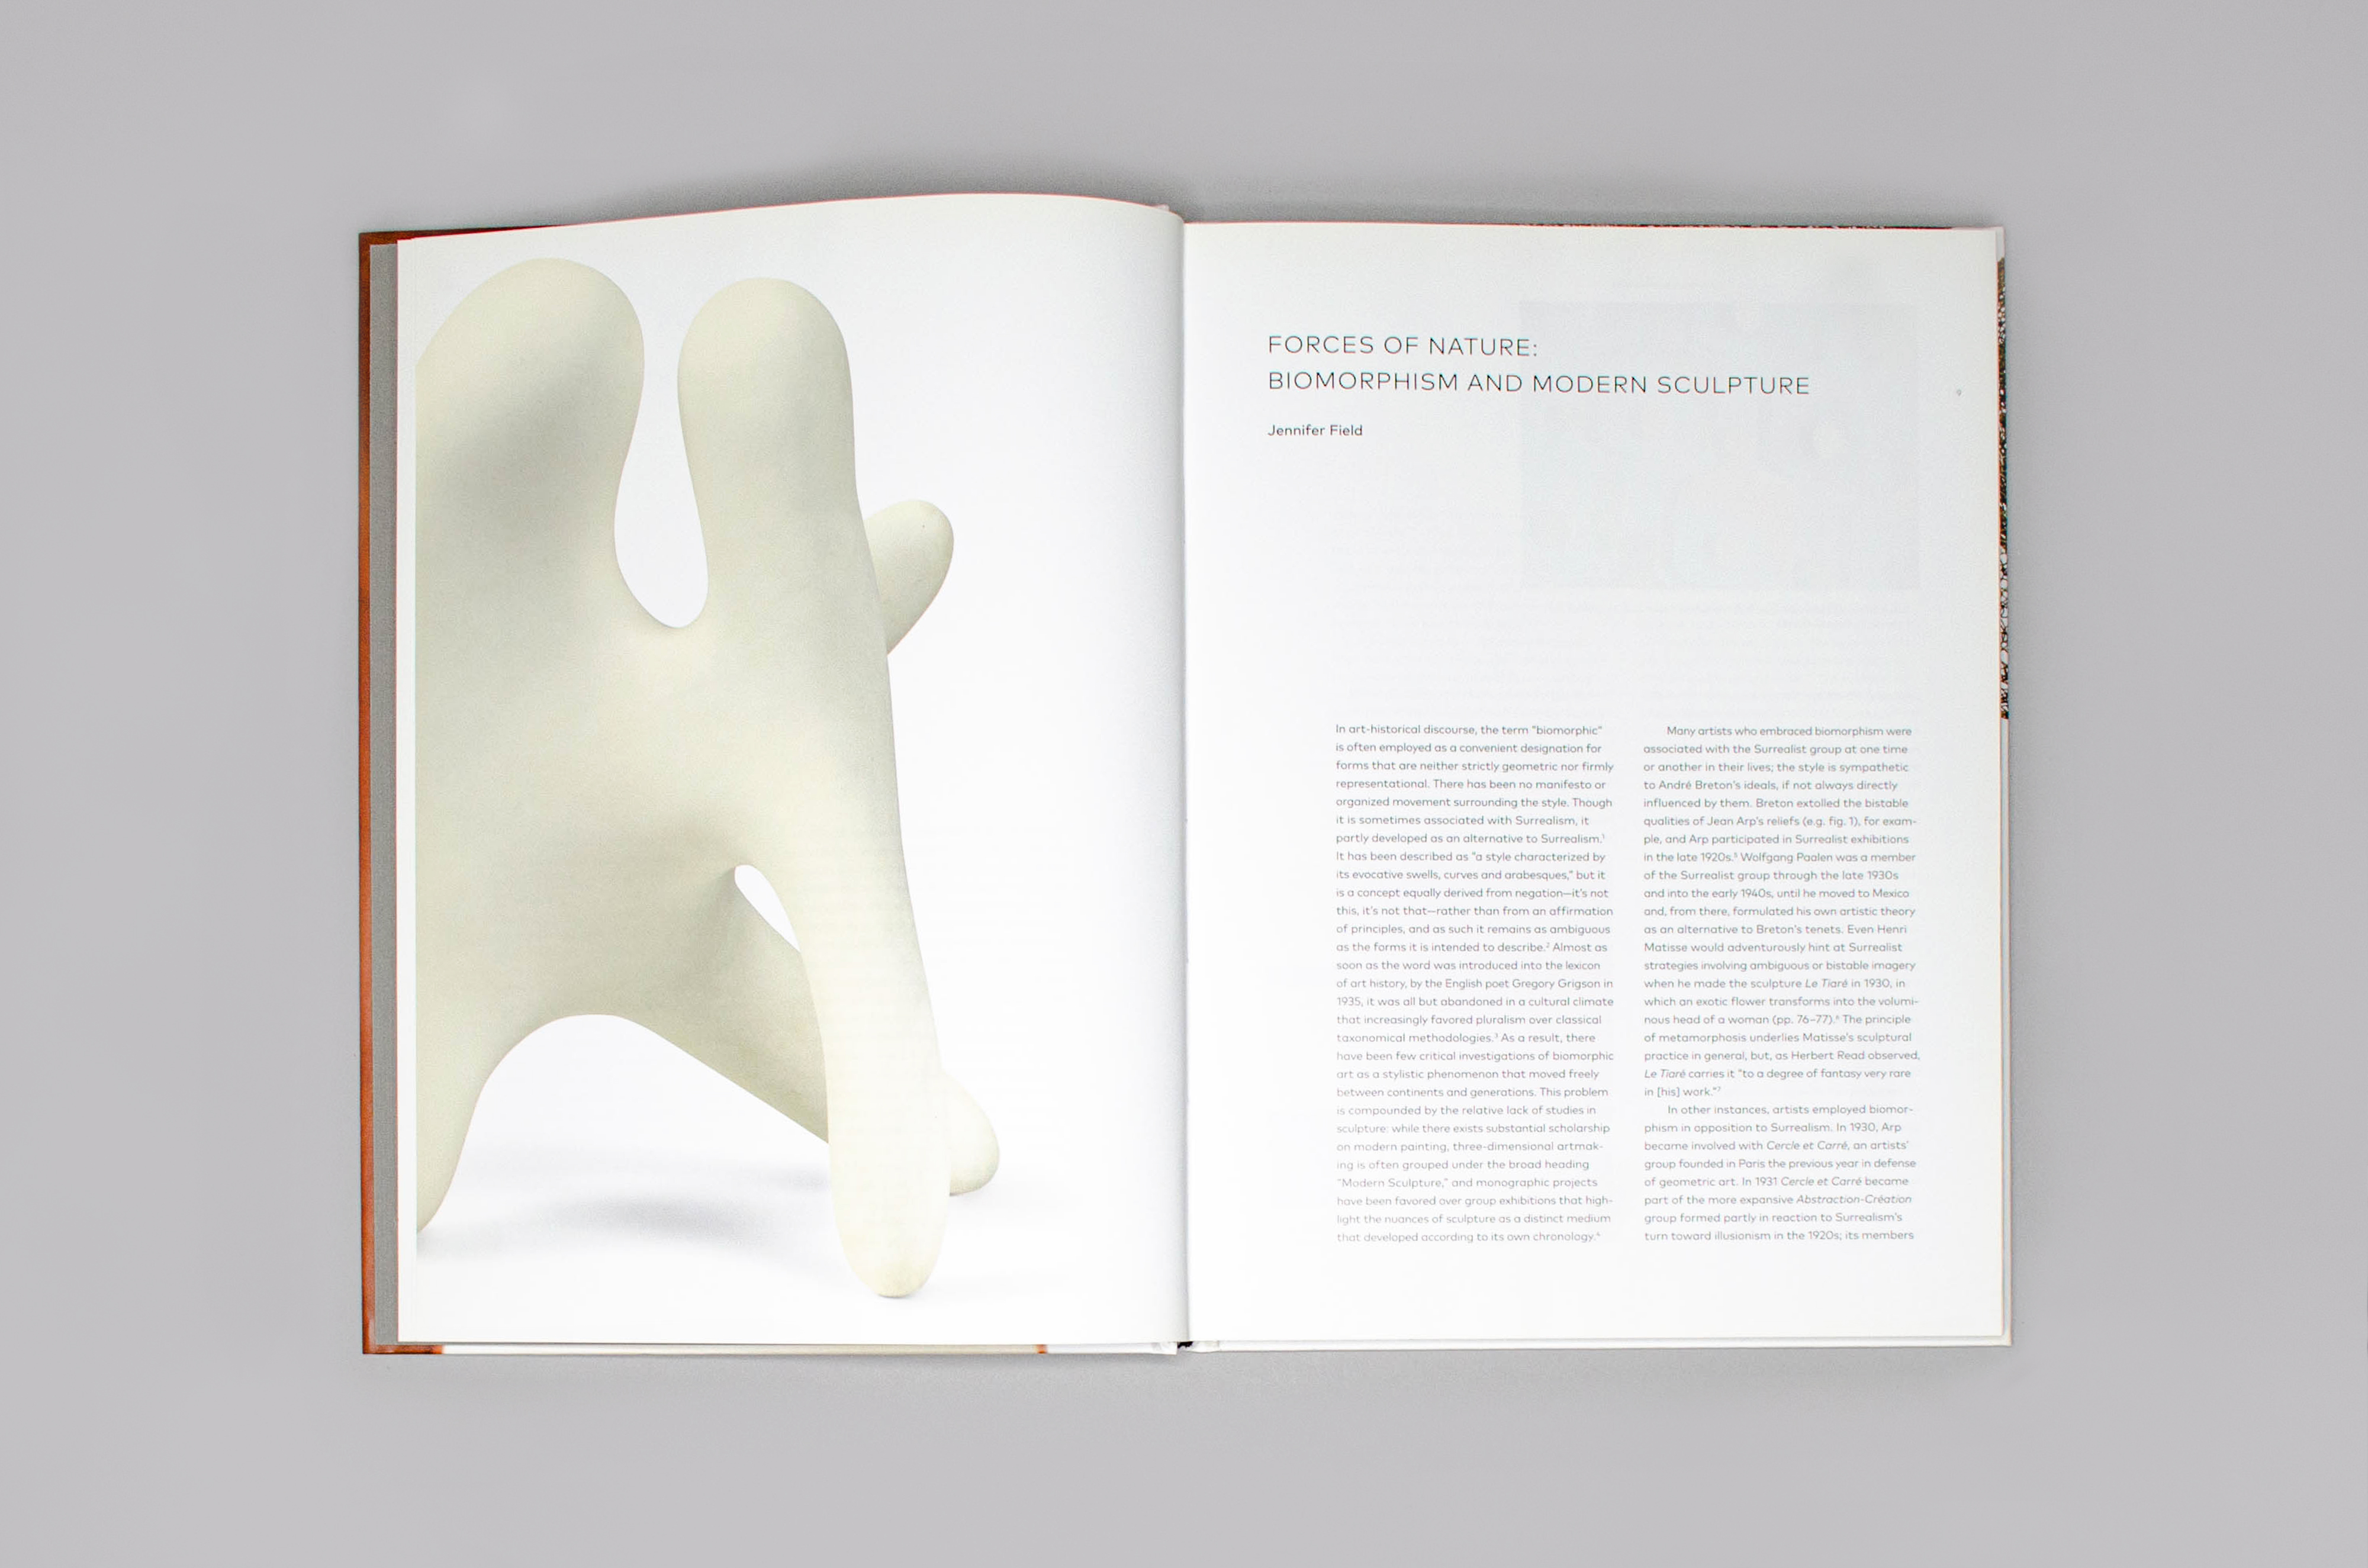 FORCES OF NATURE:
BIOMORPHISM AND MODERN SCULPTURE
9
Jennifer Field
In art-historical discourse, the term “biomorphic”
is often employed as a convenient designation for
forms that are neither strictly geometric nor firmly
representational. There has been no manifesto or
organized movement surrounding the style. Though
it is sometimes associated with Surrealism, it
partly developed as an alternative to Surrealism.¹
It has been described as “a style characterized by
its evocative swells, curves and arabesques,” but it
is a concept equally derived from negation—it’s not
this, it’s not that—rather than from an affirmation
of principles, and as such it remains as ambiguous
as the forms it is intended to describe.² Almost as
soon as the word was introduced into the lexicon
of art history, by the English poet Gregory Grigson in
1935, it was all but abandoned in a cultural climate
that increasingly favored pluralism over classical
taxonomical methodologies.³ As a result, there
have been few critical investigations of biomorphic
art as a stylistic phenomenon that moved freely
between continents and generations. This problem
is compounded by the relative lack of studies in
sculpture: while there exists substantial scholarship
on modern painting, three-dimensional artmak-
ing is often grouped under the broad heading
“Modern Sculpture,” and monographic projects
have been favored over group exhibitions that high-
light the nuances of sculpture as a distinct medium
that developed according to its own chronology.⁴
Many artists who embraced biomorphism were
associated with the Surrealist group at one time
or another in their lives; the style is sympathetic
to André Breton’s ideals, if not always directly
influenced by them. Breton extolled the bistable
qualities of Jean Arp’s reliefs (e.g. fig. 1), for exam-
ple, and Arp participated in Surrealist exhibitions
in the late 1920s.⁵ Wolfgang Paalen was a member
of the Surrealist group through the late 1930s
and into the early 1940s, until he moved to Mexico
and, from there, formulated his own artistic theory
as an alternative to Breton’s tenets. Even Henri
Matisse would adventurously hint at Surrealist
strategies involving ambiguous or bistable imagery
when he made the sculpture Le Tiaré in 1930, in
which an exotic flower transforms into the volumi-
nous head of a woman (pp. 76–77).⁶ The principle
of metamorphosis underlies Matisse’s sculptural
practice in general, but, as Herbert Read observed,
Le Tiaré carries it “to a degree of fantasy very rare
in [his] work.”⁷
In other instances, artists employed biomor-
phism in opposition to Surrealism. In 1930, Arp
became involved with Cercle et Carré, an artists’
group founded in Paris the previous year in defense
of geometric art. In 1931 Cercle et Carré became
part of the more expansive Abstraction-Création
group formed partly in reaction to Surrealism’s
turn toward illusionism in the 1920s; its members